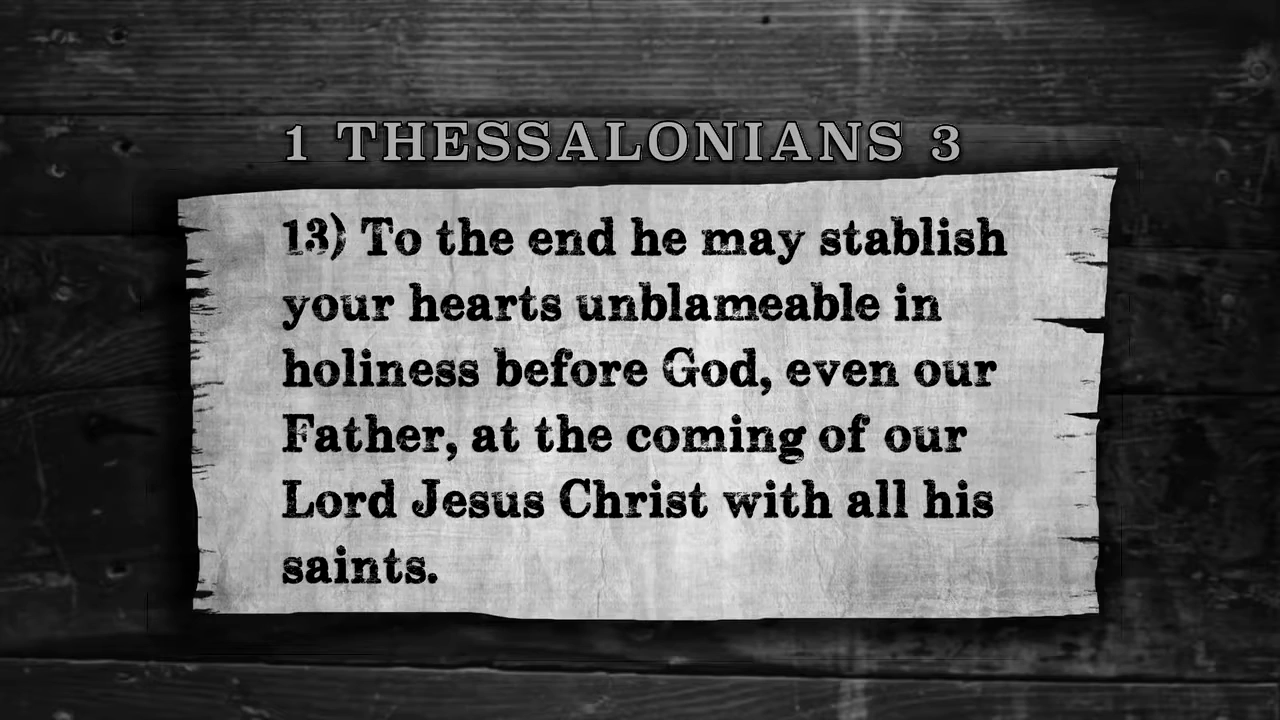 1 THESSALONIANS 3
13) To the end he may stablish
your hearts unblameable in
holiness before God, even our
Father, at the coming of our
Lord Jesus Christ with all his
saints.